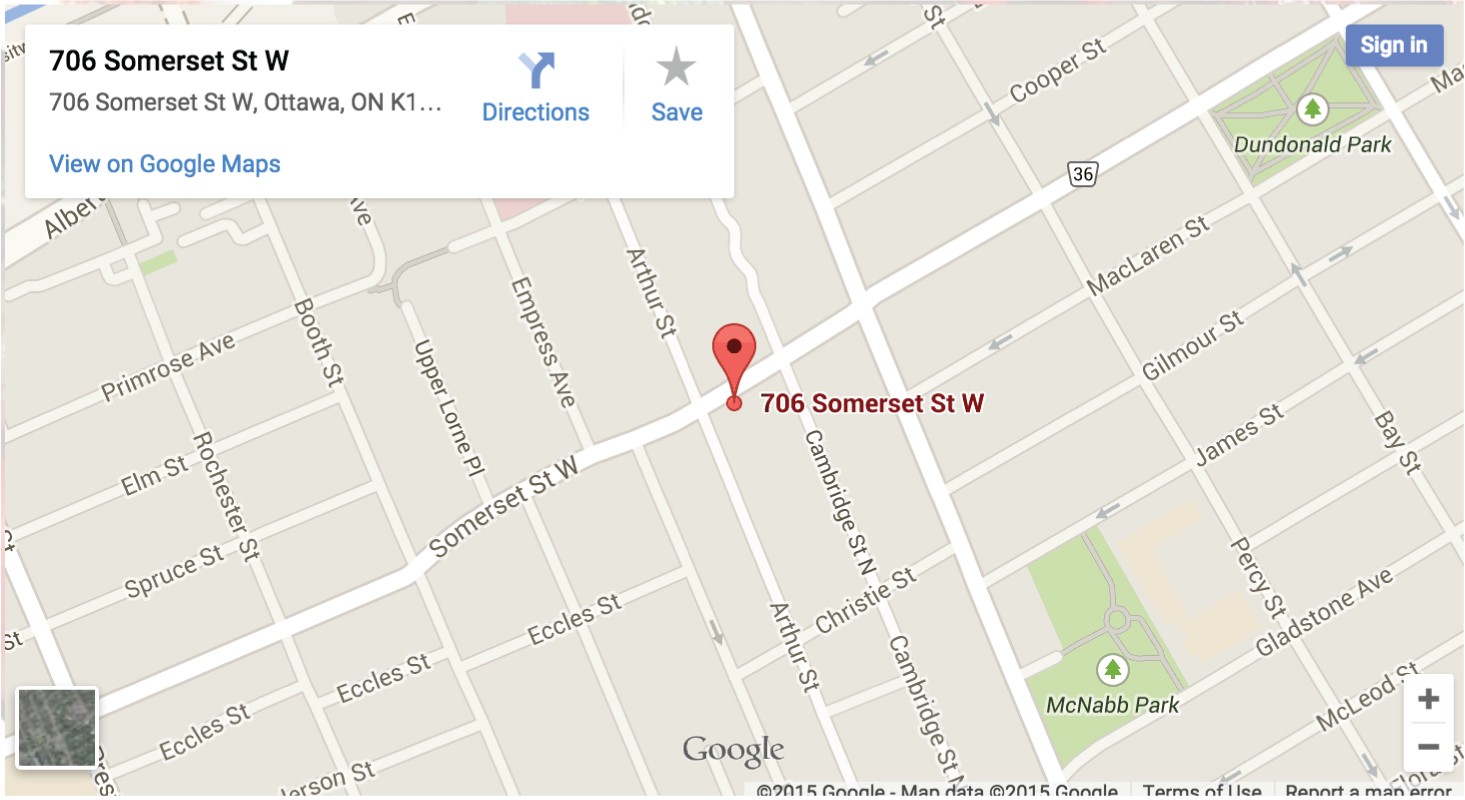 706 Somerset St W
706 Somerset St W, Ottawa, ON K1...
Directions
Save
View on Google Maps
Sign in
St
Cooper St
36
Dundonald Park
MacLaren St
Gilmour St
James St
Bay St
Percy St
Gladstone Ave
McLeod St
McNabb Park
706 Somerset St W
Somerset St W
Arthur St
Empress Ave
Upper Lorne Pl
Booth St
Primrose Ave
Elm St
Rochester St
Spruce St
Cambridge St N
Christie St
Arthur St
Cambridge St N
Eccles St
Eccles St
Eccles St
St
Google
+
−
©2015 Google - Map data ©2015 Google
Terms of Use
Report a map error